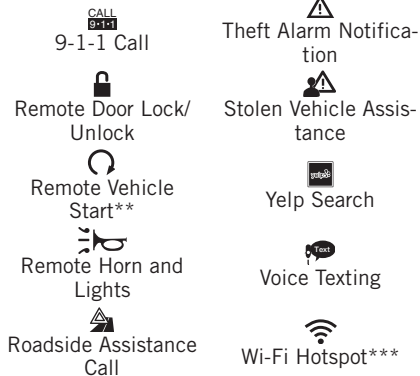 CALL
9-1-1
9-1-1 Call
Remote Door Lock/
Unlock
Remote Vehicle
Start**
Remote Horn and
Lights
Roadside Assistance
Call
Theft Alarm Notifica-
tion
Stolen Vehicle Assis-
tance
yelp
Yelp Search
Text
Voice Texting
Wi-Fi Hotspot***